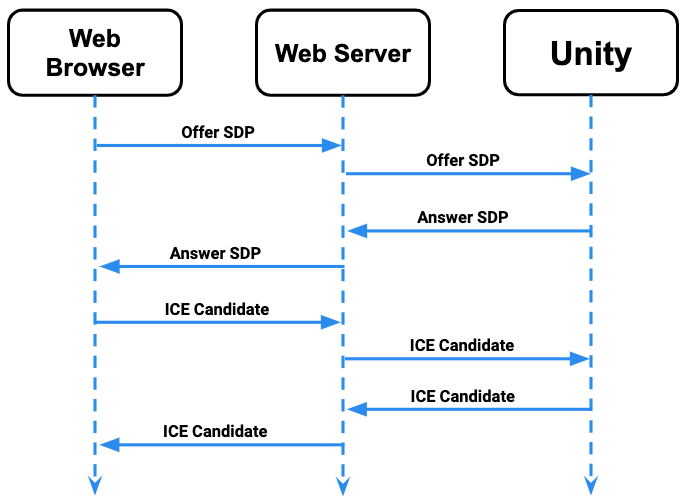 Web
Browser
Web Server
Unity
Offer SDP
Offer SDP
Answer SDP
Answer SDP
ICE Candidate
ICE Candidate
ICE Candidate
ICE Candidate